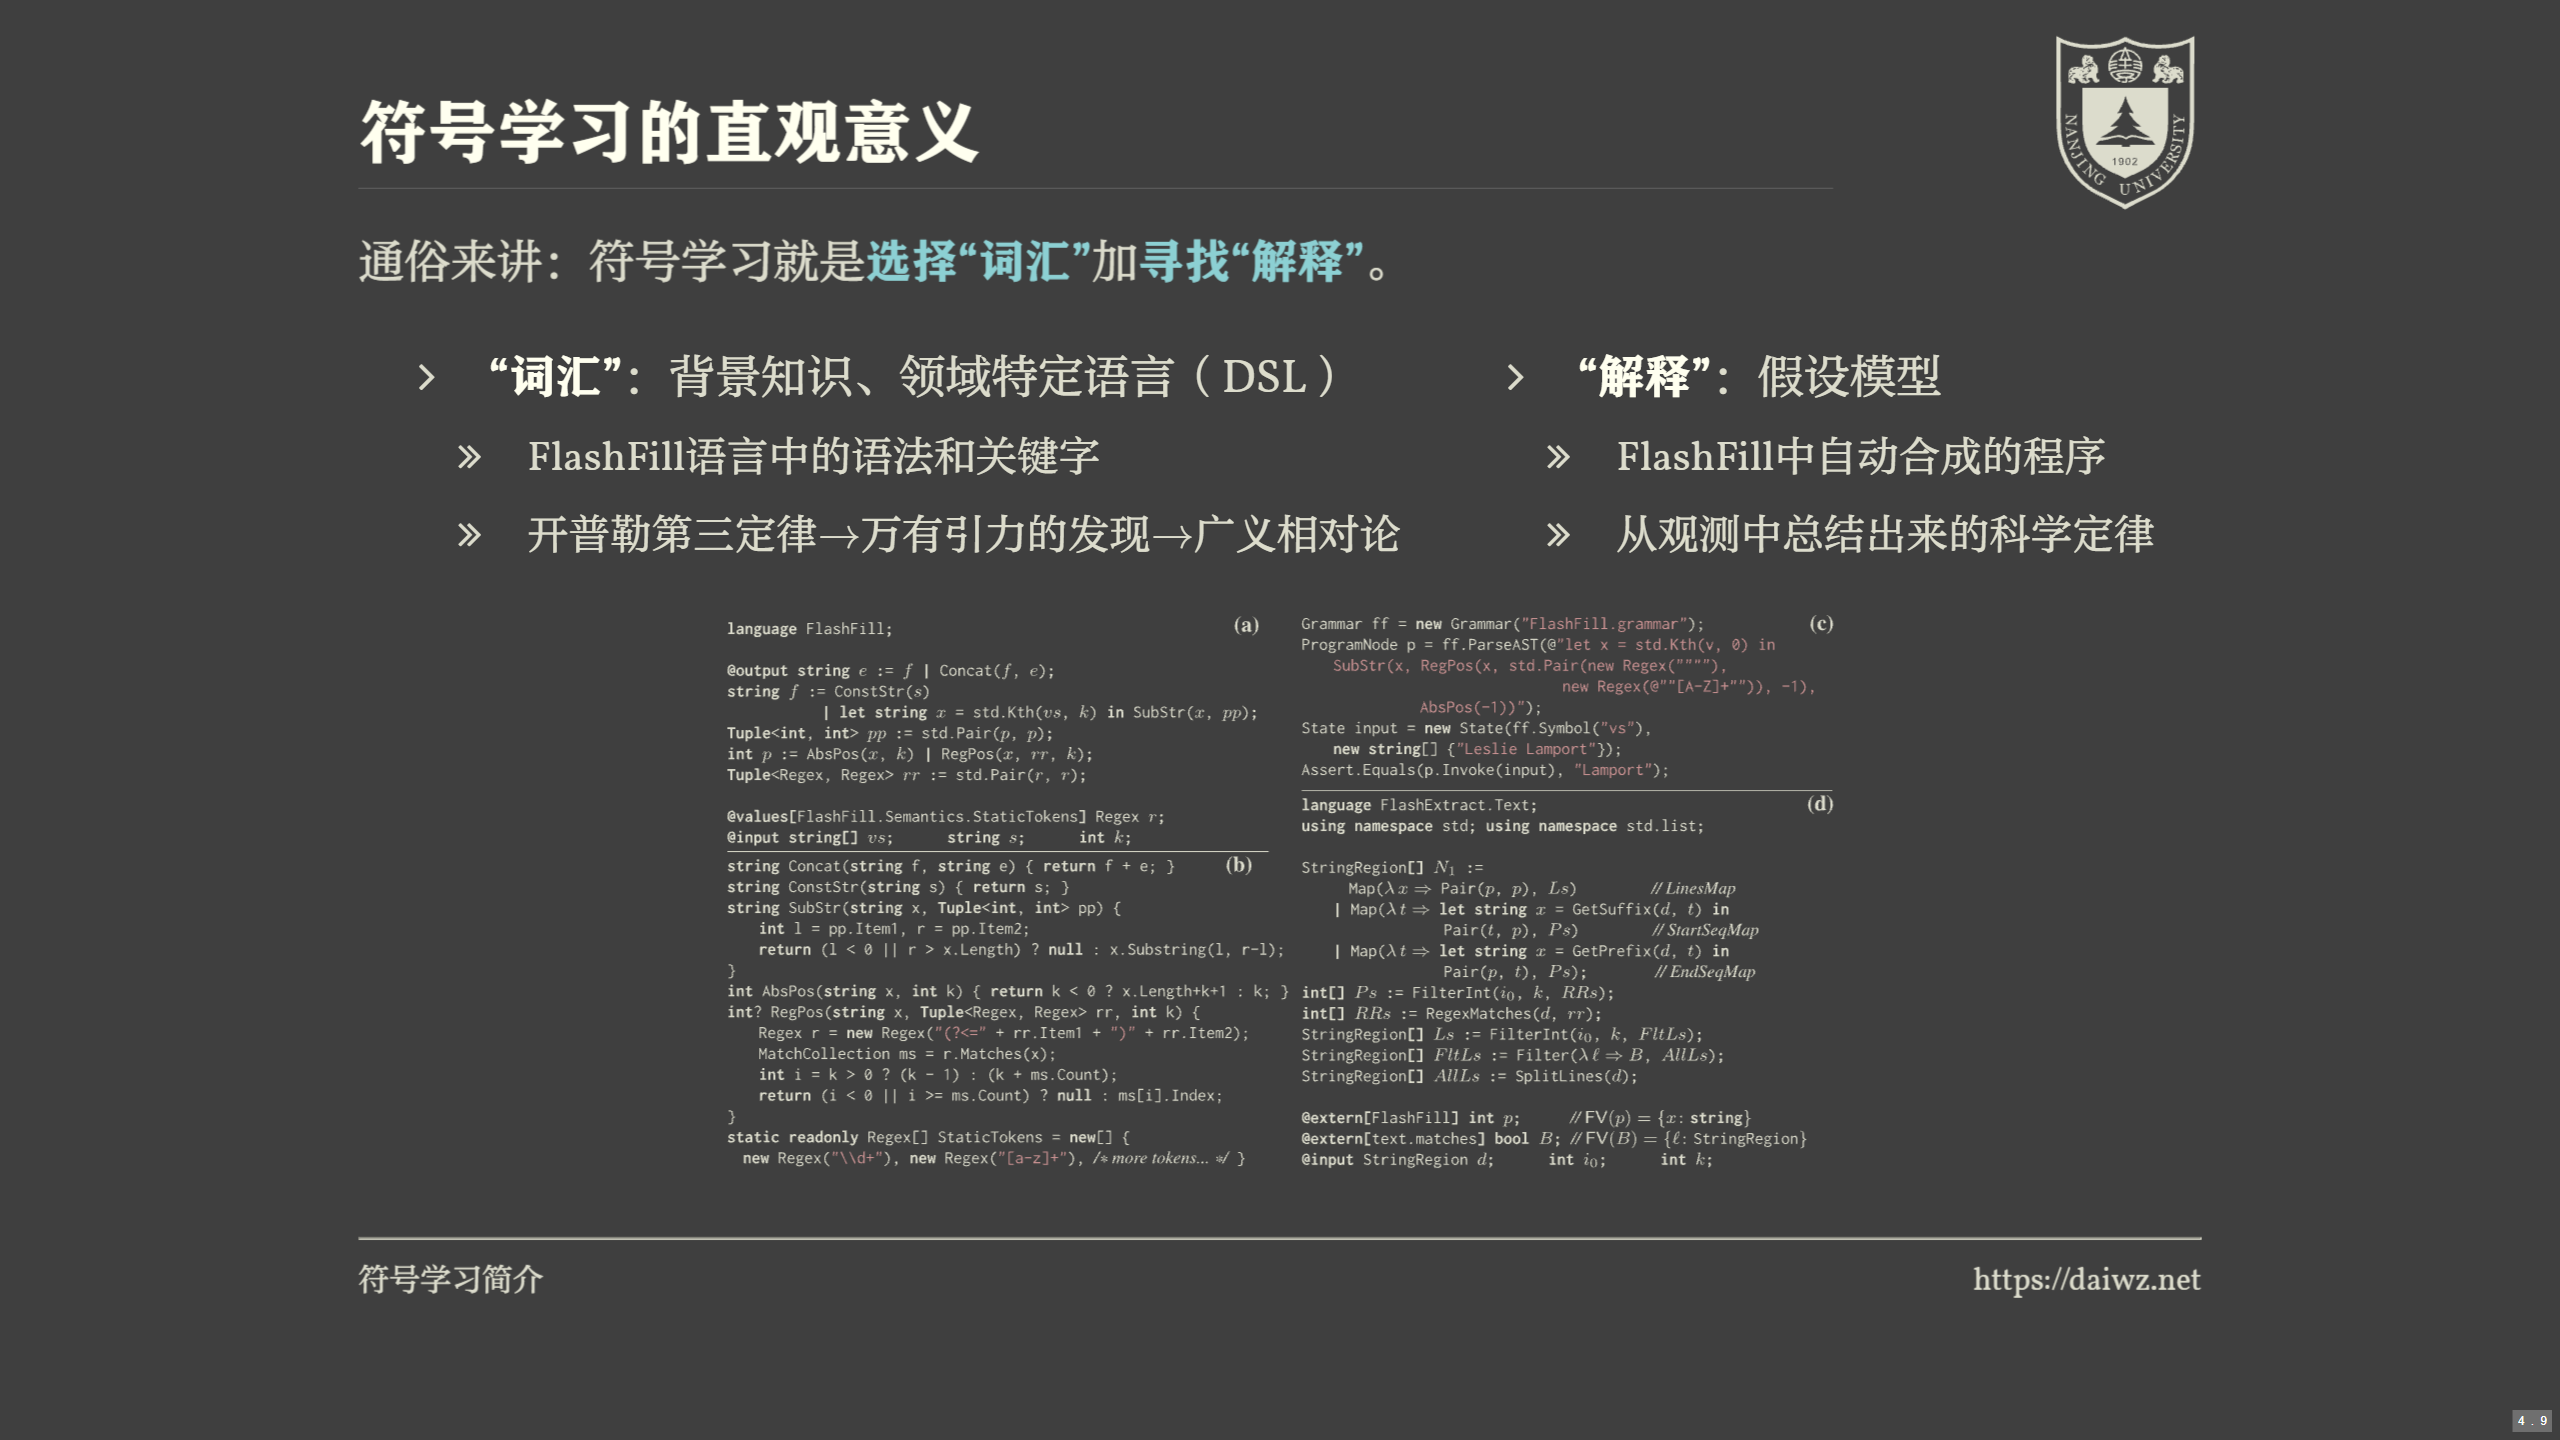 符号学习的直观意义
NANJING UNIVERSITY
1902
通俗来讲：符号学习就是选择“词汇”加寻找“解释”。
“词汇”：背景知识、领域特定语言（DSL）
FlashFill语言中的语法和关键字
开普勒第三定律→万有引力的发现→广义相对论
“解释”：假设模型
FlashFill中自动合成的程序
从观测中总结出来的科学定律
(a)
language FlashFill;
@output string e := f | Concat(f, e);
string f := ConstStr(s)
| let string x = std.Kth(vs, k) in SubStr(x, pp);
Tuple<int, int> pp := std.Pair(p, p);
int p := AbsPos(x, k) | RegPos(x, rr, k);
Tuple<Regex, Regex> rr := std.Pair(r, r);
@values[FlashFill.Semantics.StaticTokens] Regex r;
@input string[] vs; string s; int k;
(b)
string Concat(string f, string e) { return f + e; }
string ConstStr(string s) { return s; }
string SubStr(string x, Tuple<int, int> pp) {
int l = pp.Item1, r = pp.Item2;
return (l < 0 || r > x.Length) ? null : x.Substring(l, r-l);
}
int AbsPos(string x, int k) { return k < 0 ? x.Length+k+1 : k; }
int? RegPos(string x, Tuple<Regex, Regex> rr, int k) {
Regex r = new Regex("(?<=" + rr.Item1 + ")" + rr.Item2);
MatchCollection ms = r.Matches(x);
int i = k > 0 ? (k - 1) : (k + ms.Count);
return (i < 0 || i >= ms.Count) ? null : ms[i].Index;
}
static readonly Regex[] StaticTokens = new[] {
new Regex("\\d+"), new Regex("[a-z]+"), /* more tokens... */ }
(c)
Grammar ff = new Grammar("FlashFill.grammar");
ProgramNode p = ff.ParseAST(@"let x = std.Kth(v, 0) in
SubStr(x, RegPos(x, std.Pair(new Regex(""""),
new Regex(@""[A-Z]+"")), -1),
AbsPos(-1))");
State input = new State(ff.Symbol("vs"),
new string[] {"Leslie Lamport"});
Assert.Equals(p.Invoke(input), "Lamport");
(d)
language FlashExtract.Text;
using namespace std; using namespace std.list;
StringRegion[] N₁ :=
Map(λx ⇒ Pair(p, p), Ls) // LinesMap
| Map(λt ⇒ let string x = GetSuffix(d, t) in
Pair(t, p), Ps) // StartSeqMap
| Map(λt ⇒ let string x = GetPrefix(d, t) in
Pair(p, t), Ps); // EndSeqMap
int[] Ps := FilterInt(i₀, k, RRs);
int[] RRs := RegexMatches(d, rr);
StringRegion[] Ls := FilterInt(i₀, k, FltLs);
StringRegion[] FltLs := Filter(λℓ ⇒ B, AllLs);
StringRegion[] AllLs := SplitLines(d);
@extern[FlashFill] int p; // FV(p) = {x: string}
@extern[text.matches] bool B; // FV(B) = {ℓ: StringRegion}
@input StringRegion d; int i₀; int k;
符号学习简介
https://daiwz.net
4 . 9